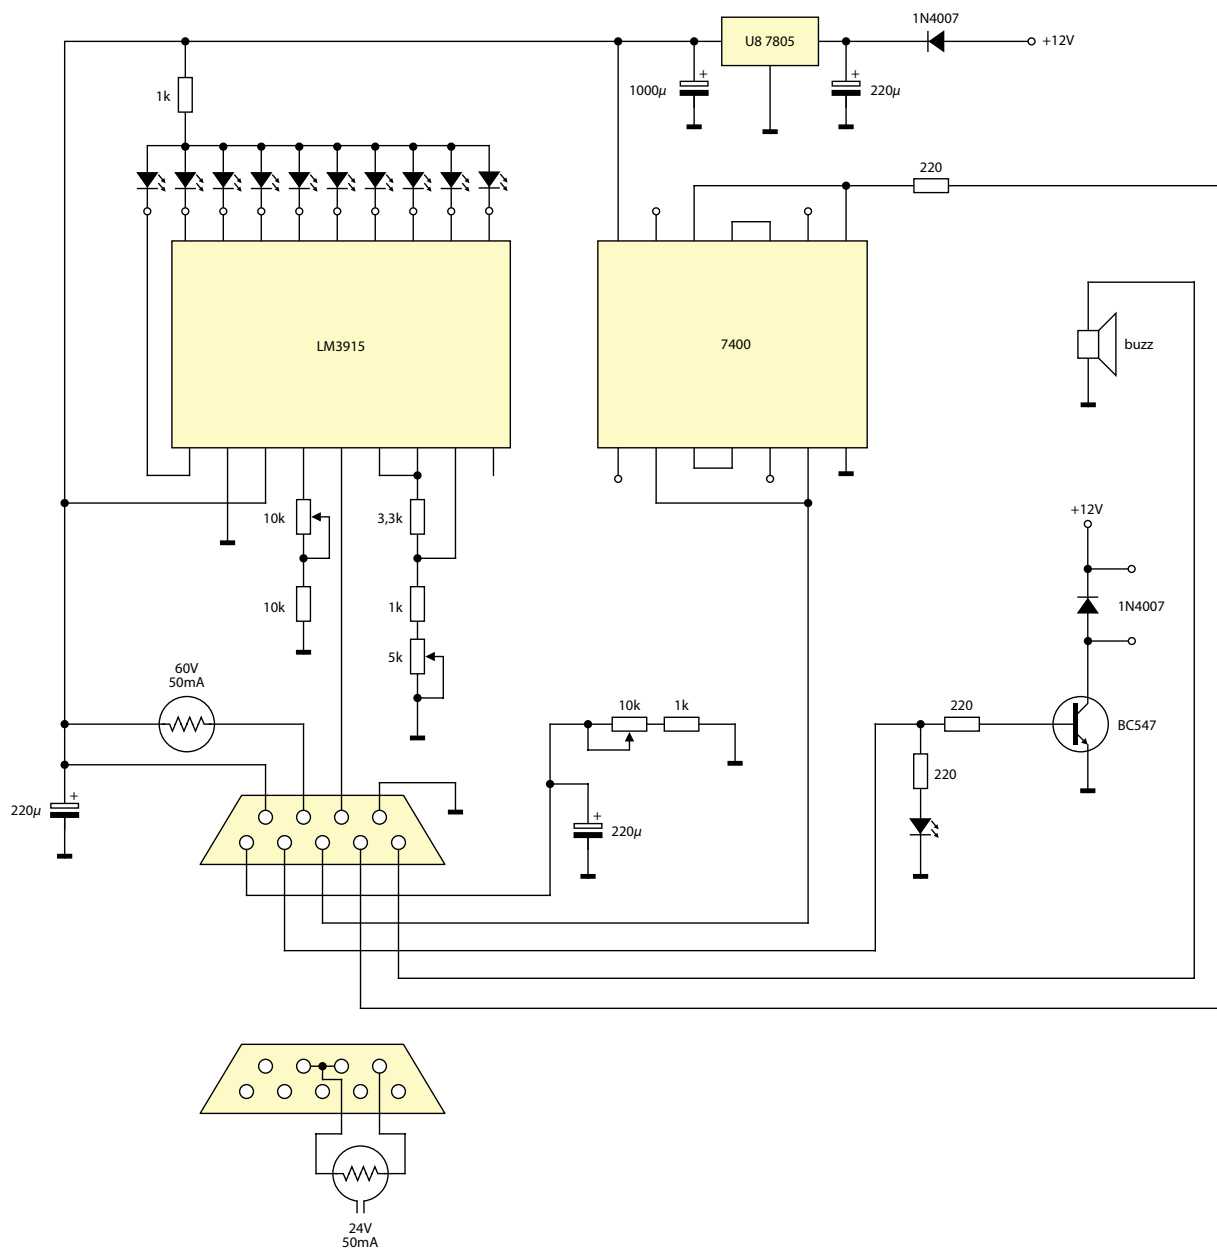 1N4007
U8 7805
+12V
1k
1000µ
+
+
220µ
220
LM3915
7400
buzz
10k
3,3k
+12V
10k
1k
1N4007
5k
60V
50mA
10k
1k
220
BC547
220
+
220µ
+
220µ
24V
50mA